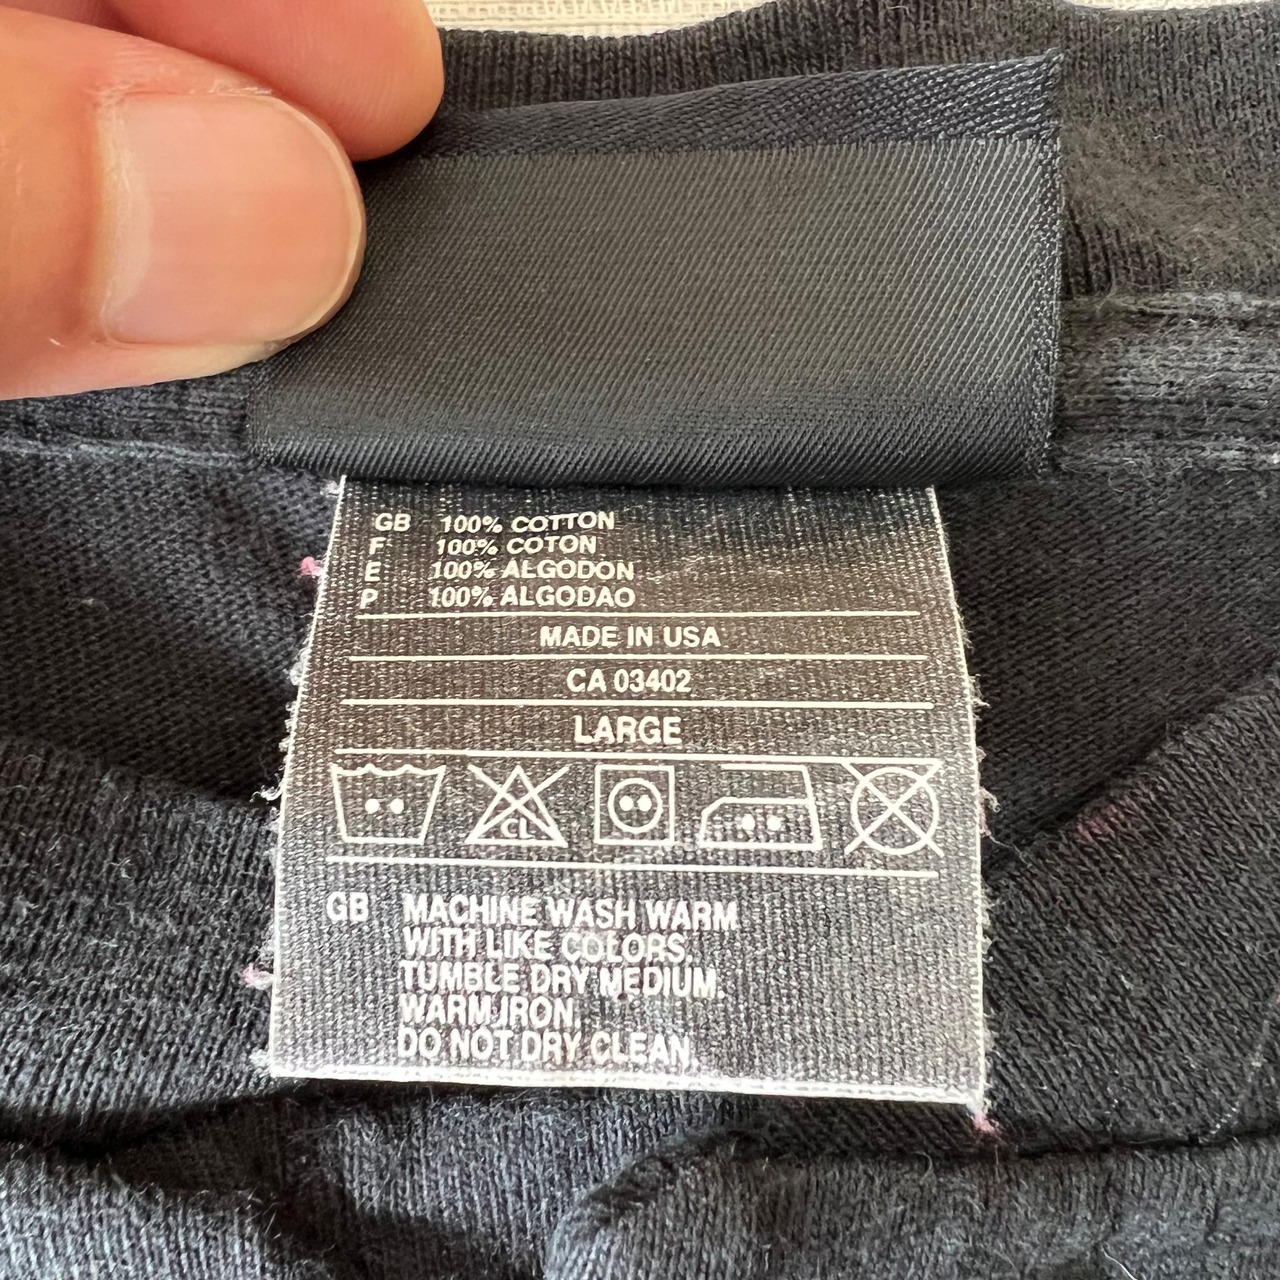 GB 100% COTTON
F 100% COTON
E 100% ALGODON
P 100% ALGODAO
MADE IN USA
CA 03402
LARGE
CL
GB MACHINE WASH WARM
WITH LIKE COLORS.
TUMBLE DRY MEDIUM.
WARM IRON.
DO NOT DRY CLEAN.